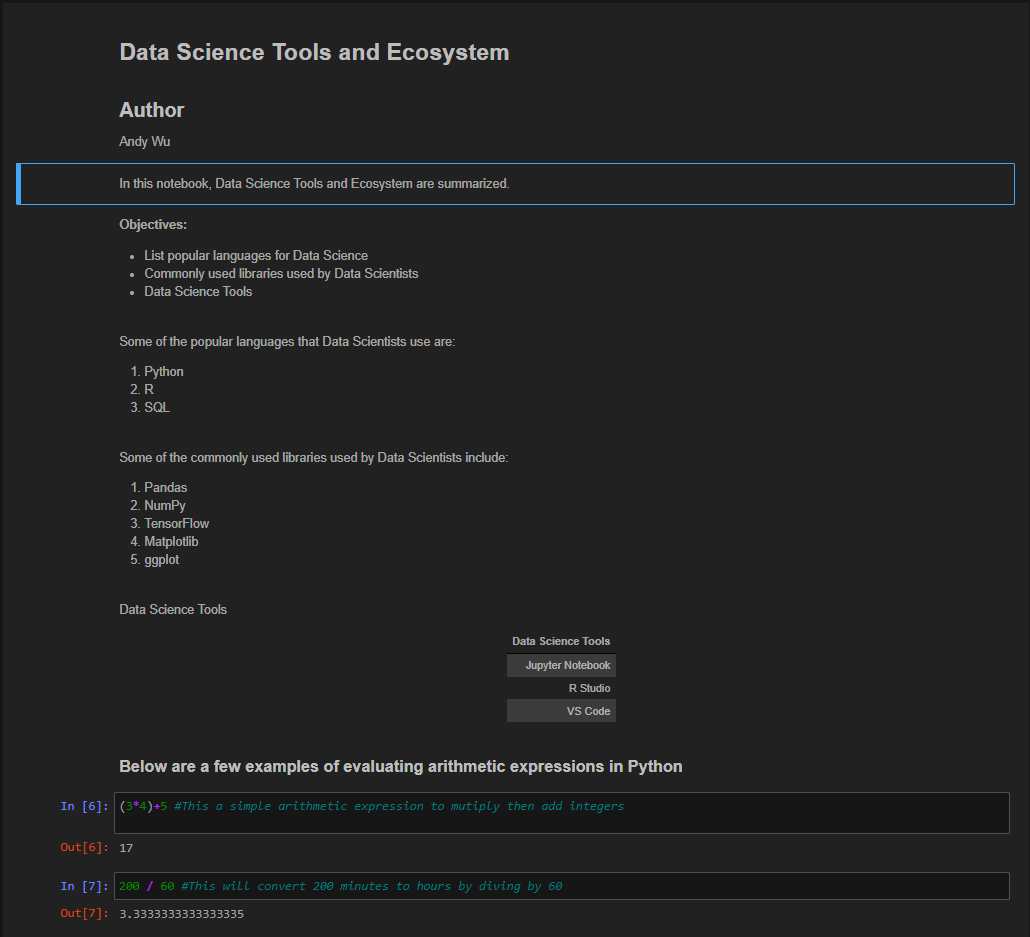 Data Science Tools and Ecosystem
Author
Andy Wu
In this notebook, Data Science Tools and Ecosystem are summarized.
Objectives:
• List popular languages for Data Science
• Commonly used libraries used by Data Scientists
• Data Science Tools
Some of the popular languages that Data Scientists use are:
1. Python
2. R
3. SQL
Some of the commonly used libraries used by Data Scientists include:
1. Pandas
2. NumPy
3. TensorFlow
4. Matplotlib
5. ggplot
Data Science Tools
Data Science Tools
Jupyter Notebook
R Studio
VS Code
Below are a few examples of evaluating arithmetic expressions in Python
In [6]: (3*4)+5 #This a simple arithmetic expression to mutiply then add integers
Out[6]: 17
In [7]: 200 / 60 #This will convert 200 minutes to hours by diving by 60
Out[7]: 3.3333333333333335